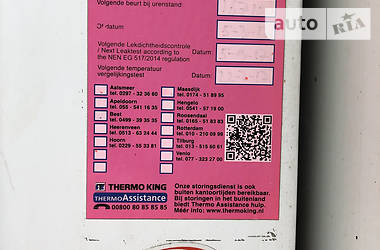 Volgende beurt bij urenstand:
Of datum
Volgende Lekdichtheidscontrole
/ Next Leaktest according to
the NEN EG 517/2014 regulation
Datum:
Volgende temperatuur
vergelijkingstest
Datum:
Aalsmeer
tel. 0297 - 32 36 60
Apeldoorn
tel. 055 - 541 16 35
Best
tel. 0499 - 39 35 35
Heerenveen
tel. 0513 - 63 24 44
Hoorn
tel. 0229 - 55 33 81
Maasdijk
tel. 0174 - 51 89 95
Hengelo
tel. 0541 - 57 19 00
Roosendaal
tel. 0165 - 51 83 83
Rotterdam
tel. 010 - 210 09 99
Tilburg
tel. 013 - 515 60 61
Venlo
tel. 077 - 323 27 00
THERMO KING
THERMOAssistance
00800 80 85 85 85
Onze storingsdienst is ook
buiten kantoortijden bereikbaar.
Bij storingen in het buitenland
biedt Thermo Assistance hulp.
Méér info: www.thermoking.nl
auto RIA